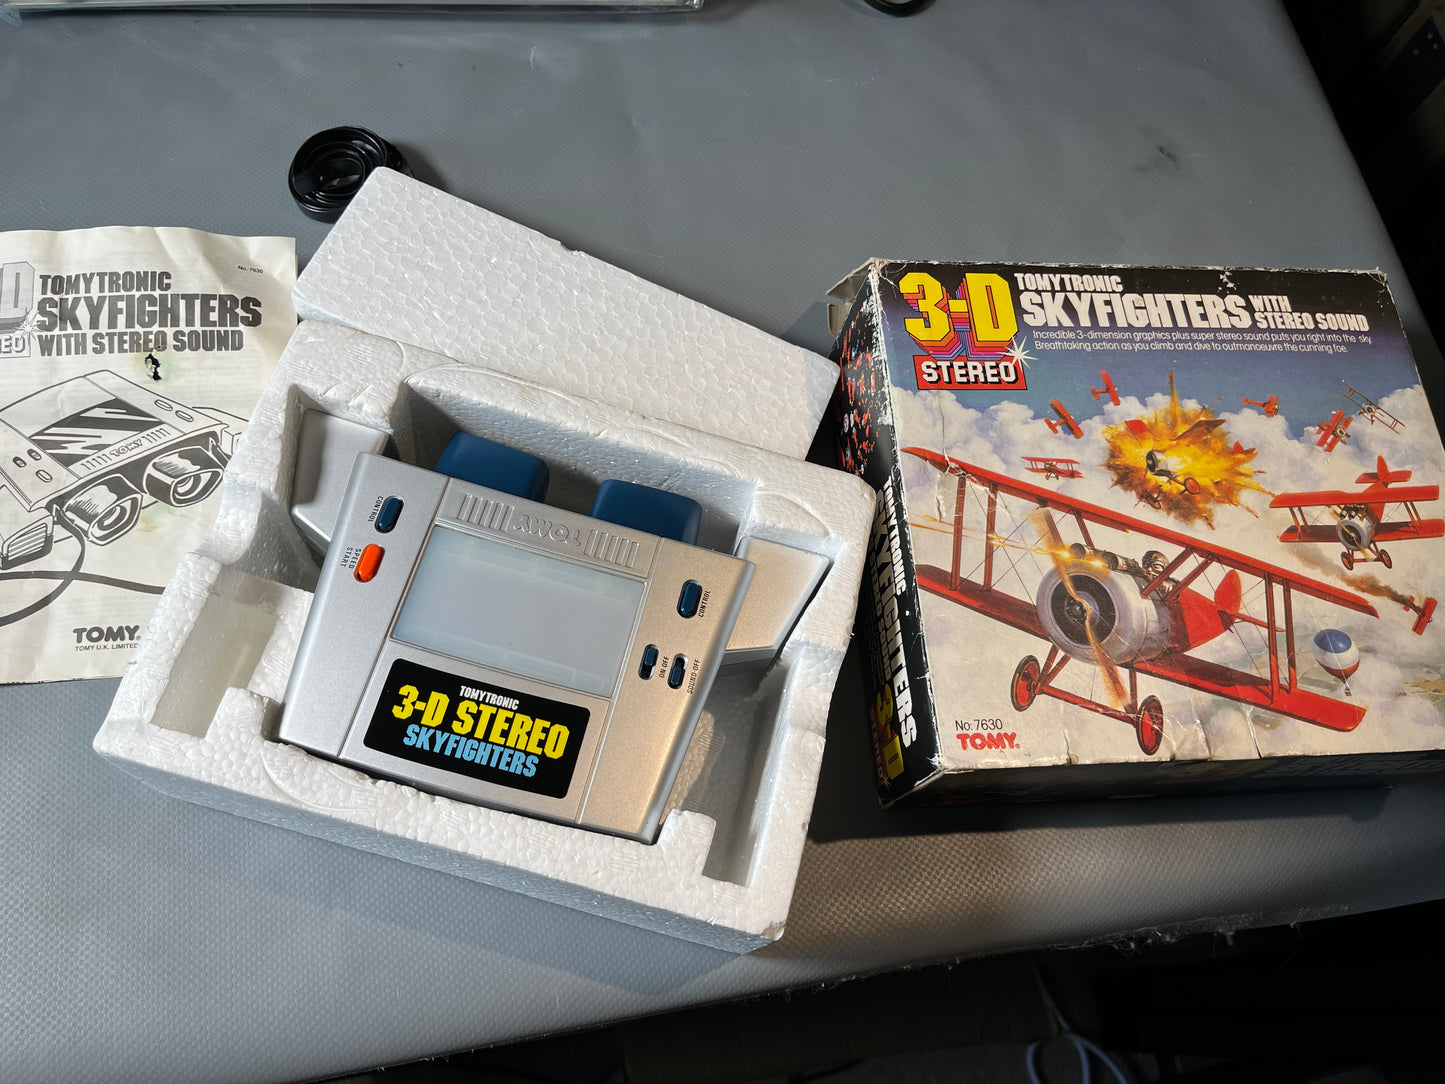 No. 7630
D
TOMYTRONIC
SKYFIGHTERS
WITH STEREO SOUND
EO
TOMY
TOMY.
TOMY U.K. LIMITED
TOMY
CONTROL
SPEED
START
CONTROL
ON OFF
SOUND OFF
TOMYTRONIC
3-D STEREO
SKYFIGHTERS
3-D
STEREO
TOMYTRONIC
SKYFIGHTERS WITH
STEREO SOUND
Incredible 3-dimension graphics plus super stereo sound puts you right into the sky.
Breathtaking action as you climb and dive to outmanoeuvre the cunning foe.
No: 7630
TOMY.
TOMYTRONIC
SKYFIGHTERS
3-D